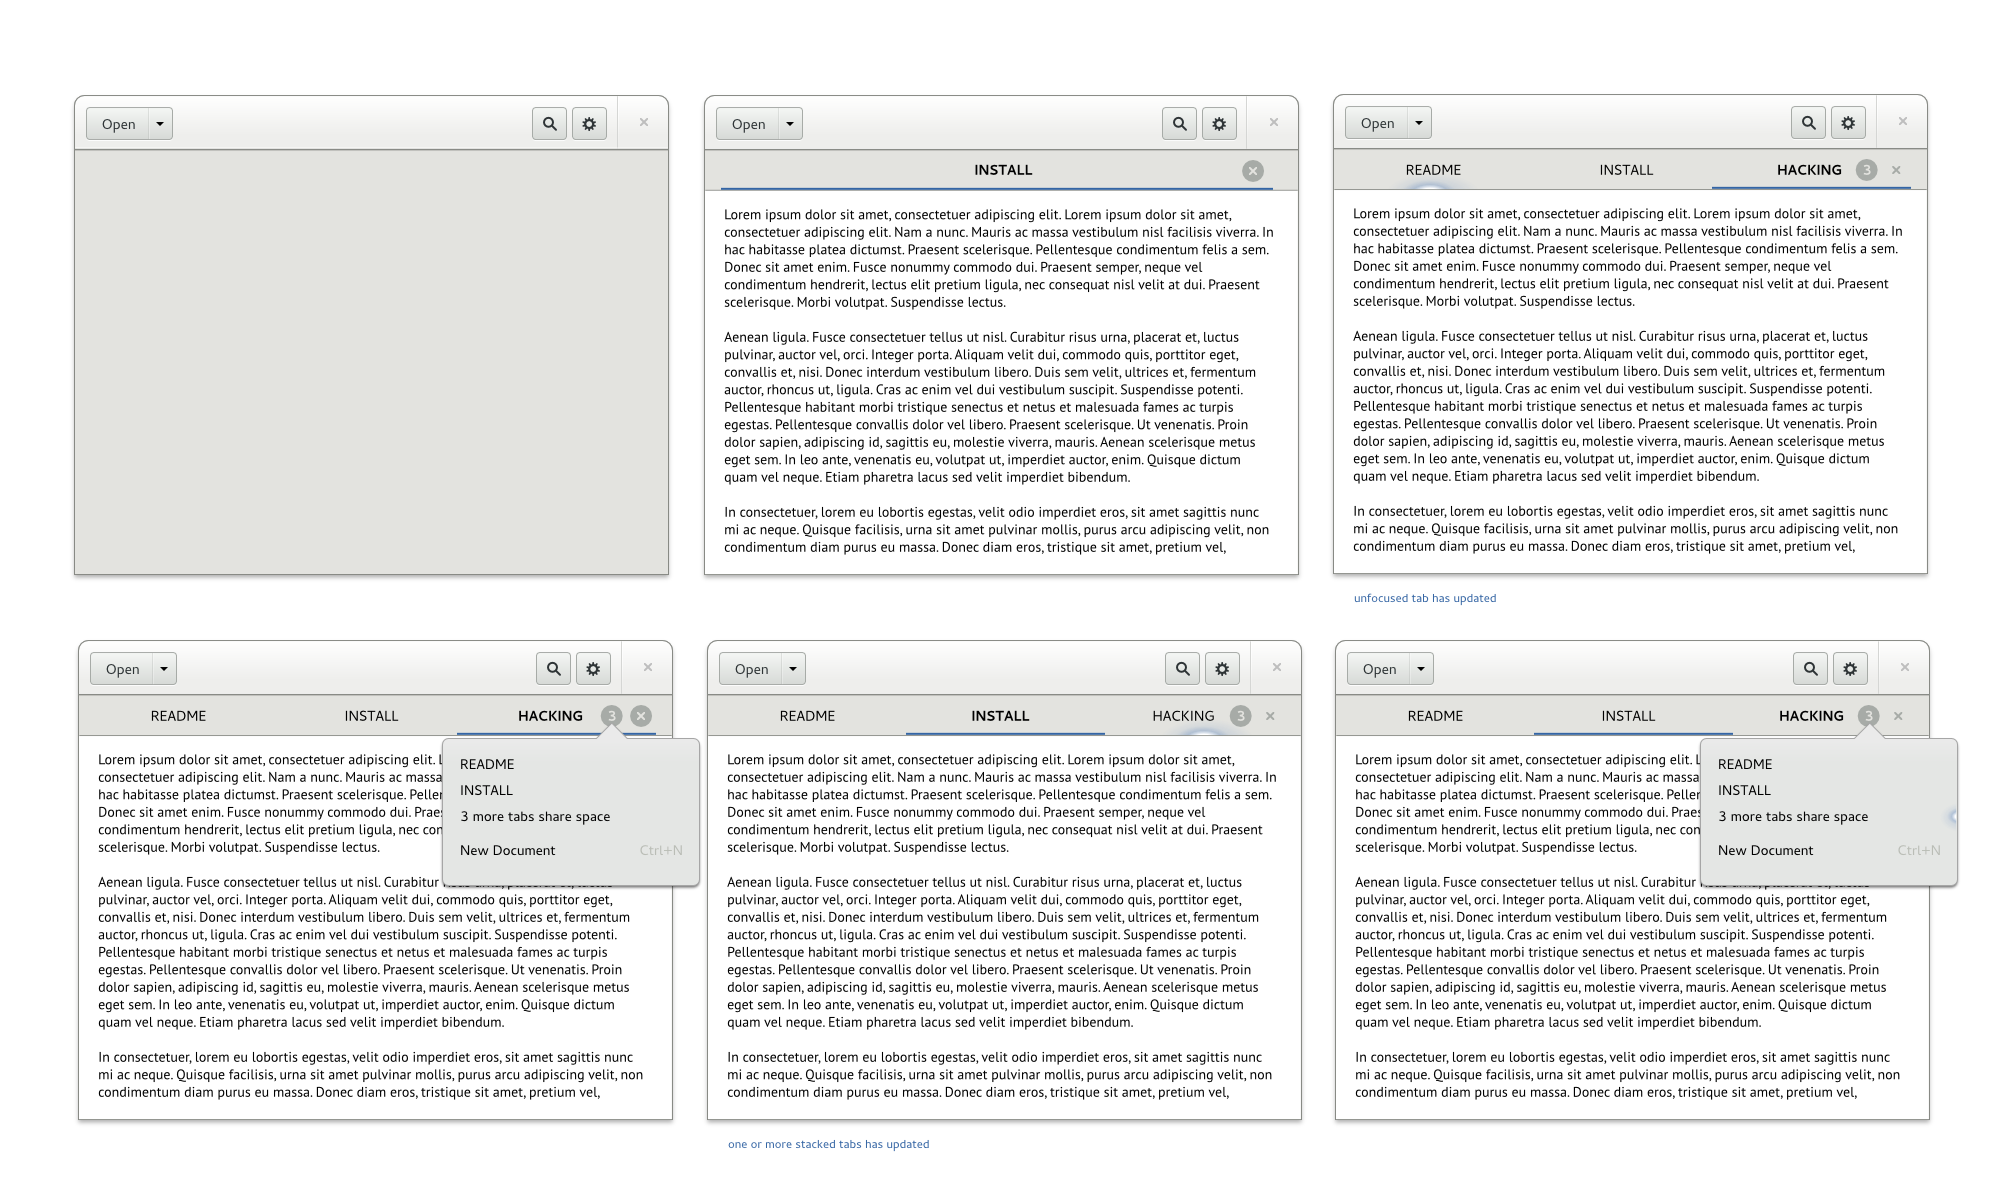 Open
Open
INSTALL
Lorem ipsum dolor sit amet, consectetuer adipiscing elit. Lorem ipsum dolor sit amet,
consectetuer adipiscing elit. Nam a nunc. Mauris ac massa vestibulum nisl facilisis viverra. In
hac habitasse platea dictumst. Praesent scelerisque. Pellentesque condimentum felis a sem.
Donec sit amet enim. Fusce nonummy commodo dui. Praesent semper, neque vel
condimentum hendrerit, lectus elit pretium ligula, nec consequat nisl velit at dui. Praesent
scelerisque. Morbi volutpat. Suspendisse lectus.
Aenean ligula. Fusce consectetuer tellus ut nisl. Curabitur risus urna, placerat et, luctus
pulvinar, auctor vel, orci. Integer porta. Aliquam velit dui, commodo quis, porttitor eget,
convallis et, nisi. Donec interdum vestibulum libero. Duis sem velit, ultrices et, fermentum
auctor, rhoncus ut, ligula. Cras ac enim vel dui vestibulum suscipit. Suspendisse potenti.
Pellentesque habitant morbi tristique senectus et netus et malesuada fames ac turpis
egestas. Pellentesque convallis dolor vel libero. Praesent scelerisque. Ut venenatis. Proin
dolor sapien, adipiscing id, sagittis eu, molestie viverra, mauris. Aenean scelerisque metus
eget sem. In leo ante, venenatis eu, volutpat ut, imperdiet auctor, enim. Quisque dictum
quam vel neque. Etiam pharetra lacus sed velit imperdiet bibendum.
In consectetuer, lorem eu lobortis egestas, velit odio imperdiet eros, sit amet sagittis nunc
mi ac neque. Quisque facilisis, urna sit amet pulvinar mollis, purus arcu adipiscing velit, non
condimentum diam purus eu massa. Donec diam eros, tristique sit amet, pretium vel,
Open
README INSTALL HACKING 3
Lorem ipsum dolor sit amet, consectetuer adipiscing elit. Lorem ipsum dolor sit amet,
consectetuer adipiscing elit. Nam a nunc. Mauris ac massa vestibulum nisl facilisis viverra. In
hac habitasse platea dictumst. Praesent scelerisque. Pellentesque condimentum felis a sem.
Donec sit amet enim. Fusce nonummy commodo dui. Praesent semper, neque vel
condimentum hendrerit, lectus elit pretium ligula, nec consequat nisl velit at dui. Praesent
scelerisque. Morbi volutpat. Suspendisse lectus.
Aenean ligula. Fusce consectetuer tellus ut nisl. Curabitur risus urna, placerat et, luctus
pulvinar, auctor vel, orci. Integer porta. Aliquam velit dui, commodo quis, porttitor eget,
convallis et, nisi. Donec interdum vestibulum libero. Duis sem velit, ultrices et, fermentum
auctor, rhoncus ut, ligula. Cras ac enim vel dui vestibulum suscipit. Suspendisse potenti.
Pellentesque habitant morbi tristique senectus et netus et malesuada fames ac turpis
egestas. Pellentesque convallis dolor vel libero. Praesent scelerisque. Ut venenatis. Proin
dolor sapien, adipiscing id, sagittis eu, molestie viverra, mauris. Aenean scelerisque metus
eget sem. In leo ante, venenatis eu, volutpat ut, imperdiet auctor, enim. Quisque dictum
quam vel neque. Etiam pharetra lacus sed velit imperdiet bibendum.
In consectetuer, lorem eu lobortis egestas, velit odio imperdiet eros, sit amet sagittis nunc
mi ac neque. Quisque facilisis, urna sit amet pulvinar mollis, purus arcu adipiscing velit, non
condimentum diam purus eu massa. Donec diam eros, tristique sit amet, pretium vel,
unfocused tab has updated
Open
README INSTALL HACKING 3
Lorem ipsum dolor sit amet, consectetuer adipiscing elit.
consectetuer adipiscing elit. Nam a nunc. Mauris ac massa
hac habitasse platea dictumst. Praesent scelerisque.
Donec sit amet enim. Fusce nonummy commodo dui.
condimentum hendrerit, lectus elit pretium ligula, nec
scelerisque. Morbi volutpat. Suspendisse lectus.
README
INSTALL
3 more tabs share space
New Document Ctrl+N
Aenean ligula. Fusce consectetuer tellus ut nisl. Curabitur
pulvinar, auctor vel, orci. Integer porta. Aliquam velit dui, commodo quis, porttitor eget,
convallis et, nisi. Donec interdum vestibulum libero. Duis sem velit, ultrices et, fermentum
auctor, rhoncus ut, ligula. Cras ac enim vel dui vestibulum suscipit. Suspendisse potenti.
Pellentesque habitant morbi tristique senectus et netus et malesuada fames ac turpis
egestas. Pellentesque convallis dolor vel libero. Praesent scelerisque. Ut venenatis. Proin
dolor sapien, adipiscing id, sagittis eu, molestie viverra, mauris. Aenean scelerisque metus
eget sem. In leo ante, venenatis eu, volutpat ut, imperdiet auctor, enim. Quisque dictum
quam vel neque. Etiam pharetra lacus sed velit imperdiet bibendum.
In consectetuer, lorem eu lobortis egestas, velit odio imperdiet eros, sit amet sagittis nunc
mi ac neque. Quisque facilisis, urna sit amet pulvinar mollis, purus arcu adipiscing velit, non
condimentum diam purus eu massa. Donec diam eros, tristique sit amet, pretium vel,
Open
README INSTALL HACKING 3
Lorem ipsum dolor sit amet, consectetuer adipiscing elit. Lorem ipsum dolor sit amet,
consectetuer adipiscing elit. Nam a nunc. Mauris ac massa vestibulum nisl facilisis viverra. In
hac habitasse platea dictumst. Praesent scelerisque. Pellentesque condimentum felis a sem.
Donec sit amet enim. Fusce nonummy commodo dui. Praesent semper, neque vel
condimentum hendrerit, lectus elit pretium ligula, nec consequat nisl velit at dui. Praesent
scelerisque. Morbi volutpat. Suspendisse lectus.
Aenean ligula. Fusce consectetuer tellus ut nisl. Curabitur risus urna, placerat et, luctus
pulvinar, auctor vel, orci. Integer porta. Aliquam velit dui, commodo quis, porttitor eget,
convallis et, nisi. Donec interdum vestibulum libero. Duis sem velit, ultrices et, fermentum
auctor, rhoncus ut, ligula. Cras ac enim vel dui vestibulum suscipit. Suspendisse potenti.
Pellentesque habitant morbi tristique senectus et netus et malesuada fames ac turpis
egestas. Pellentesque convallis dolor vel libero. Praesent scelerisque. Ut venenatis. Proin
dolor sapien, adipiscing id, sagittis eu, molestie viverra, mauris. Aenean scelerisque metus
eget sem. In leo ante, venenatis eu, volutpat ut, imperdiet auctor, enim. Quisque dictum
quam vel neque. Etiam pharetra lacus sed velit imperdiet bibendum.
In consectetuer, lorem eu lobortis egestas, velit odio imperdiet eros, sit amet sagittis nunc
mi ac neque. Quisque facilisis, urna sit amet pulvinar mollis, purus arcu adipiscing velit, non
condimentum diam purus eu massa. Donec diam eros, tristique sit amet, pretium vel,
one or more stacked tabs has updated
Open
README INSTALL HACKING 3
Lorem ipsum dolor sit amet, consectetuer adipiscing elit.
consectetuer adipiscing elit. Nam a nunc. Mauris ac massa
hac habitasse platea dictumst. Praesent scelerisque.
Donec sit amet enim. Fusce nonummy commodo dui.
condimentum hendrerit, lectus elit pretium ligula, nec
scelerisque. Morbi volutpat. Suspendisse lectus.
README
INSTALL
3 more tabs share space
New Document Ctrl+N
Aenean ligula. Fusce consectetuer tellus ut nisl. Curabitur
pulvinar, auctor vel, orci. Integer porta. Aliquam velit dui, commodo quis, porttitor eget,
convallis et, nisi. Donec interdum vestibulum libero. Duis sem velit, ultrices et, fermentum
auctor, rhoncus ut, ligula. Cras ac enim vel dui vestibulum suscipit. Suspendisse potenti.
Pellentesque habitant morbi tristique senectus et netus et malesuada fames ac turpis
egestas. Pellentesque convallis dolor vel libero. Praesent scelerisque. Ut venenatis. Proin
dolor sapien, adipiscing id, sagittis eu, molestie viverra, mauris. Aenean scelerisque metus
eget sem. In leo ante, venenatis eu, volutpat ut, imperdiet auctor, enim. Quisque dictum
quam vel neque. Etiam pharetra lacus sed velit imperdiet bibendum.
In consectetuer, lorem eu lobortis egestas, velit odio imperdiet eros, sit amet sagittis nunc
mi ac neque. Quisque facilisis, urna sit amet pulvinar mollis, purus arcu adipiscing velit, non
condimentum diam purus eu massa. Donec diam eros, tristique sit amet, pretium vel,